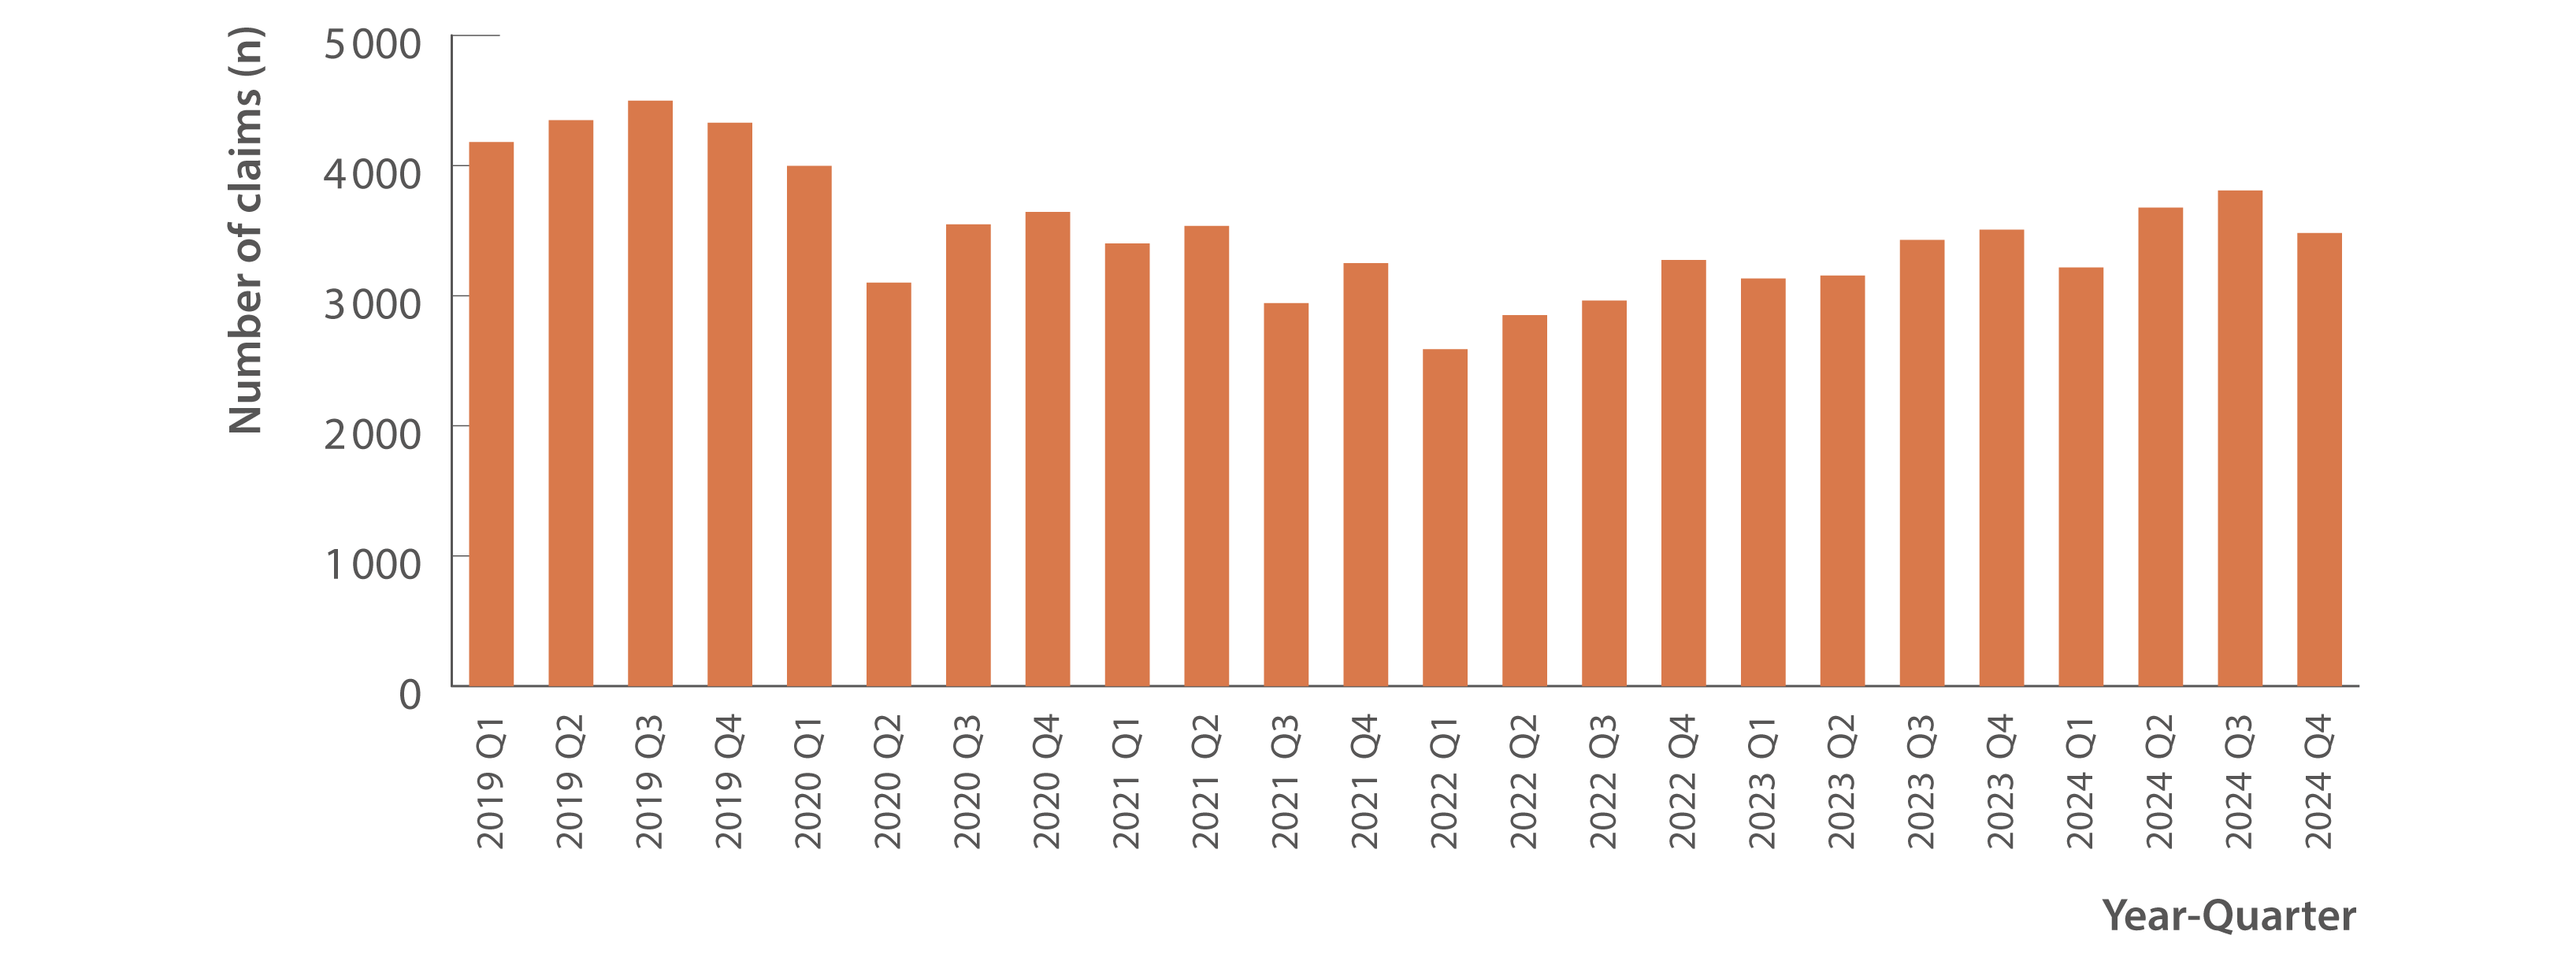 Number of claims (n)
5 000
4 000
3 000
2 000
1 000
0
2019 Q1
2019 Q2
2019 Q3
2019 Q4
2020 Q1
2020 Q2
2020 Q3
2020 Q4
2021 Q1
2021 Q2
2021 Q3
2021 Q4
2022 Q1
2022 Q2
2022 Q3
2022 Q4
2023 Q1
2023 Q2
2023 Q3
2023 Q4
2024 Q1
2024 Q2
2024 Q3
2024 Q4
Year-Quarter